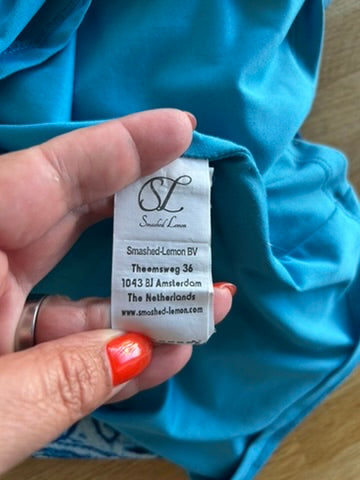 SL
Smashed Lemon
Smashed-Lemon BV
Theemsweg 36
1043 BJ Amsterdam
The Netherlands
www.smashed-lemon.com